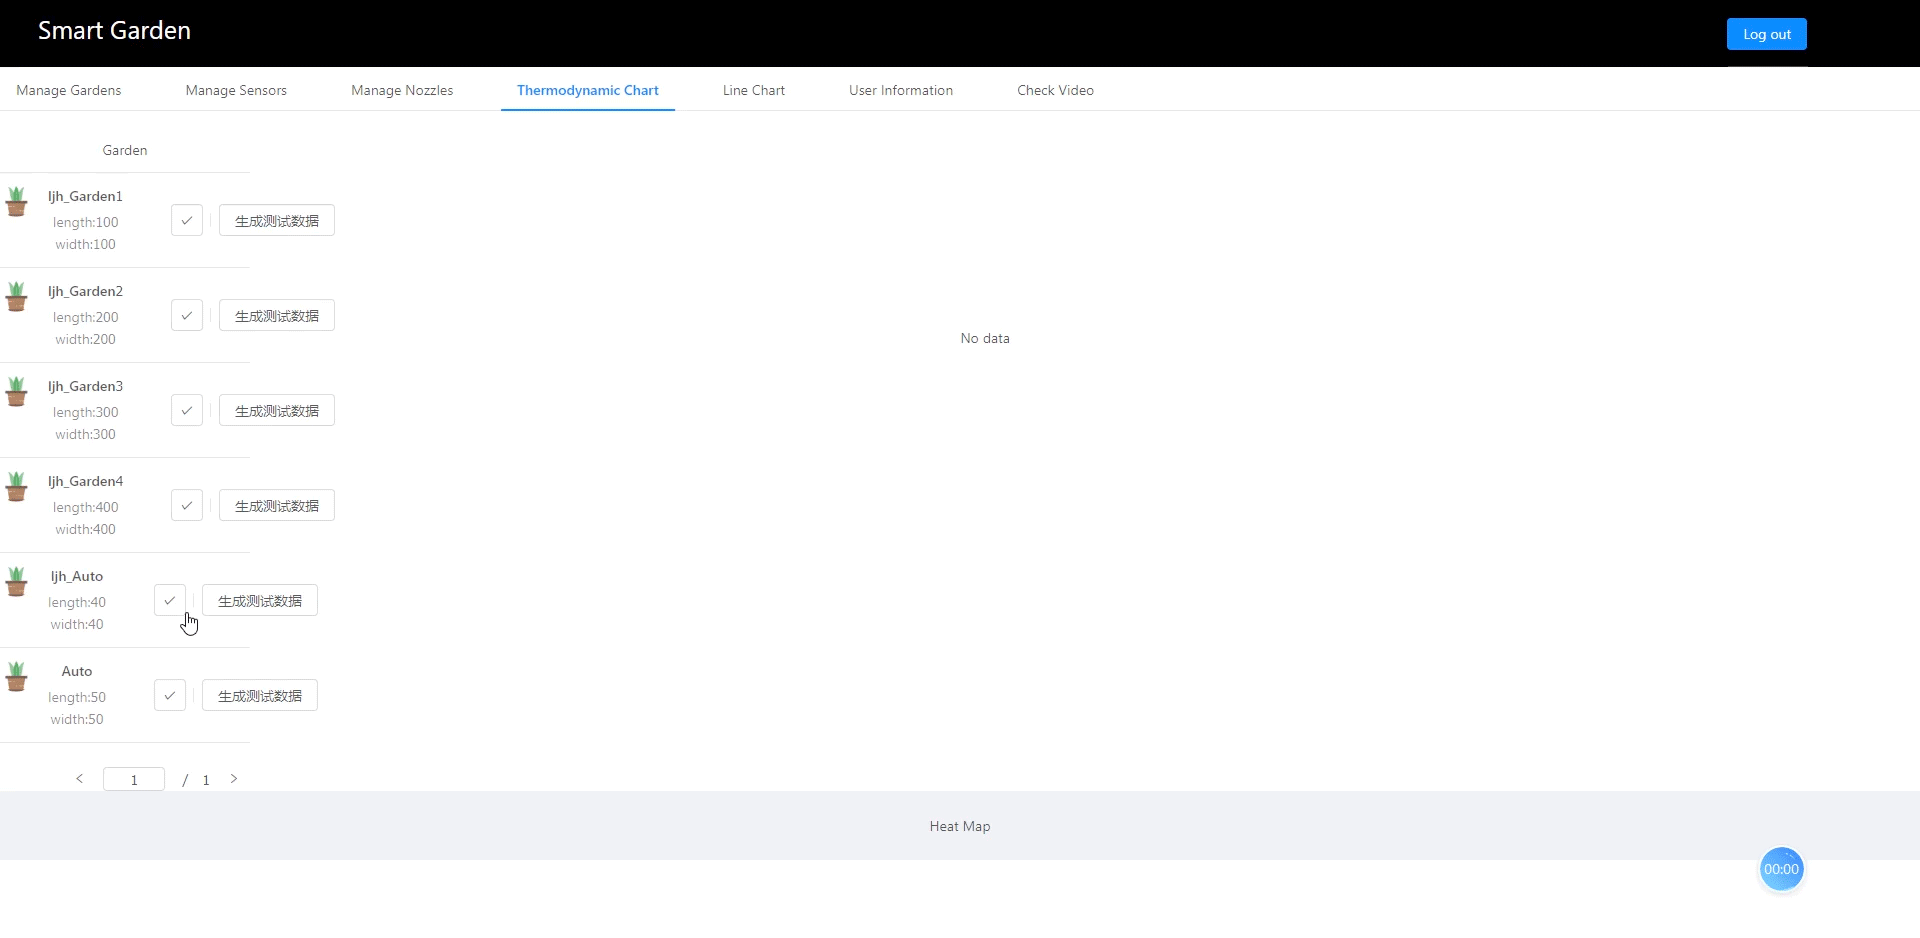 Smart Garden
Log out
Manage Gardens
Manage Sensors
Manage Nozzles
Thermodynamic Chart
Line Chart
User Information
Check Video
Garden
ljh_Garden1
length:100
width:100
生成测试数据
ljh_Garden2
length:200
width:200
生成测试数据
No data
ljh_Garden3
length:300
width:300
生成测试数据
ljh_Garden4
length:400
width:400
生成测试数据
ljh_Auto
length:40
width:40
生成测试数据
Auto
length:50
width:50
生成测试数据
< 1 / 1 >
Heat Map
00:00